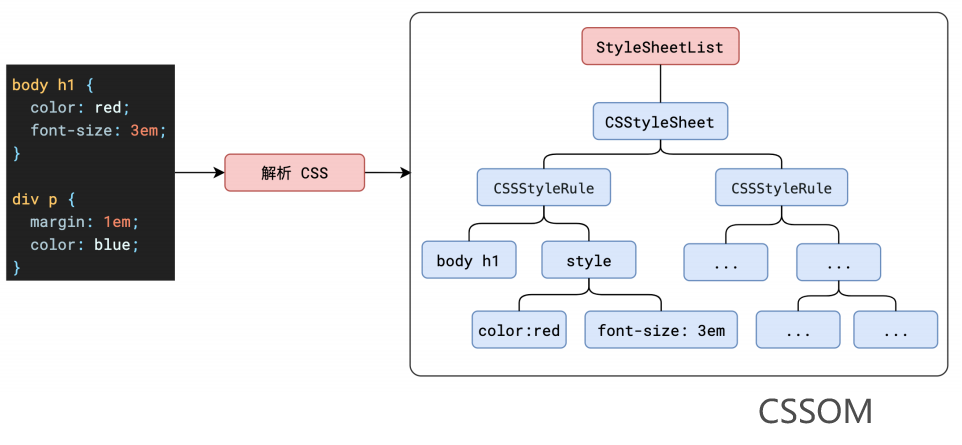 body h1 {
  color: red;
  font-size: 3em;
}
div p {
  margin: 1em;
  color: blue;
}
解析 CSS
StyleSheetList
CSStyleSheet
CSSStyleRule
CSSStyleRule
body h1
style
...
...
color:red
font-size: 3em
...
...
CSSOM